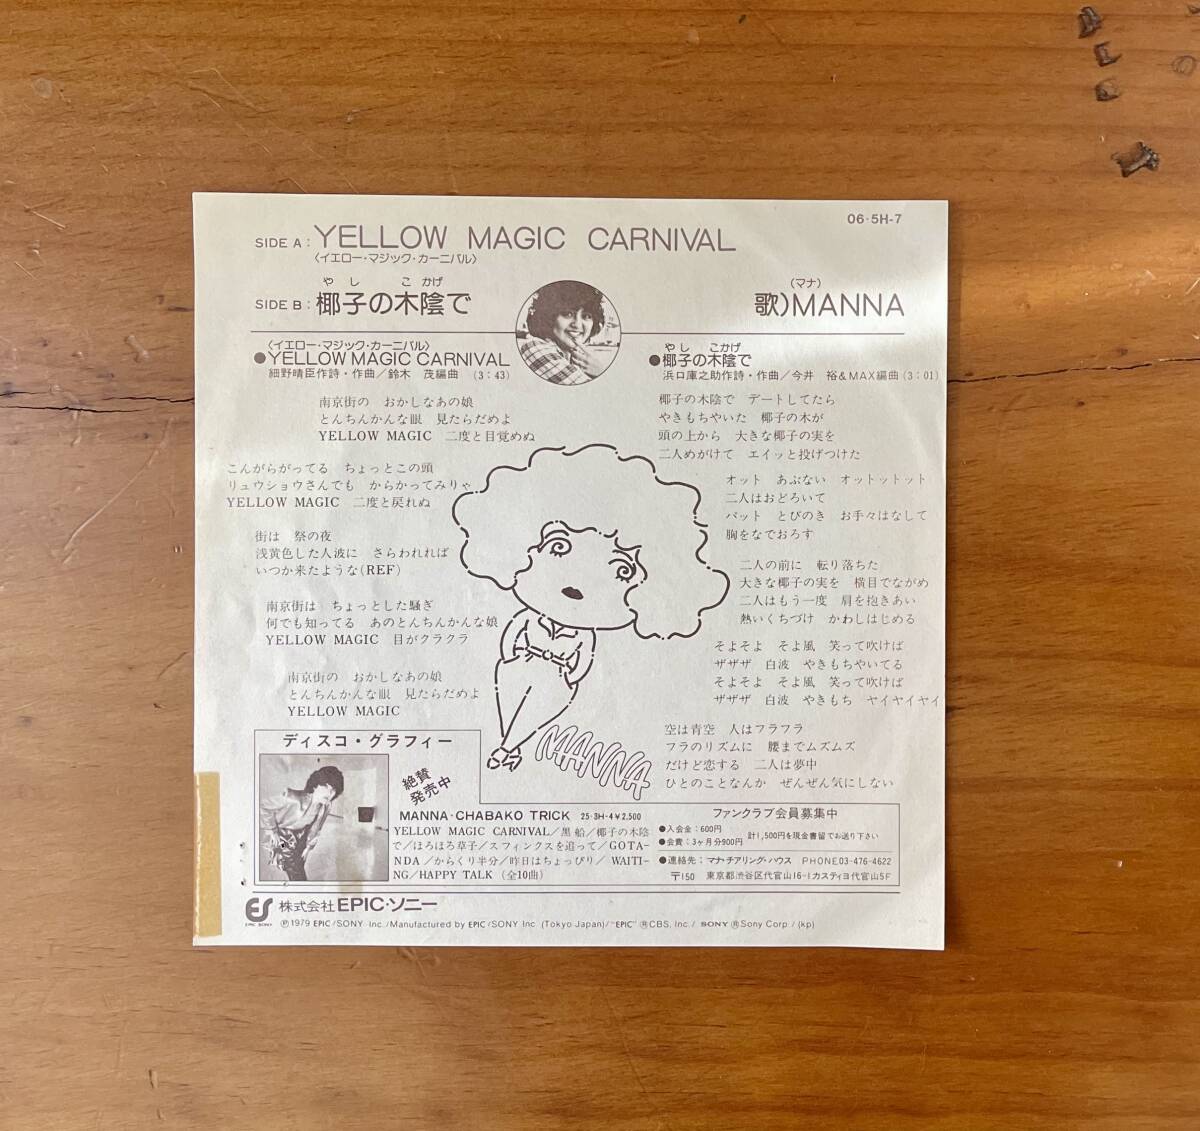 06・5H-7
SIDE A: YELLOW MAGIC CARNIVAL
〈イエロー・マジック・カーニバル〉
やし こかげ
SIDE B: 椰子の木陰で
(マナ)
歌)MANNA
〈イエロー・マジック・カーニバル〉
●YELLOW MAGIC CARNIVAL
細野晴臣作詩・作曲/鈴木 茂編曲 (3:43)
南京街の おかしなあの娘
とんちんかんな眼 見たらだめよ
YELLOW MAGIC 二度と目覚めぬ
こんがらがってる ちょっとこの頭
リュウショウさんでも からかってみりゃ
YELLOW MAGIC 二度と戻れぬ
街は 祭の夜
浅黄色した人波に さらわれれば
いつか来たような(REF)
南京街は ちょっとした騒ぎ
何でも知ってる あのとんちんかんな娘
YELLOW MAGIC 目がクラクラ
南京街の おかしなあの娘
とんちんかんな眼 見たらだめよ
YELLOW MAGIC
やし こかげ
●椰子の木陰で
浜口庫之助作詩・作曲/今井 裕&MAX編曲(3:01)
椰子の木陰で デートしてたら
やきもちやいた 椰子の木が
頭の上から 大きな椰子の実を
二人めがけて エイッと投げつけた
オット あぶない オットットット
二人はおどろいて
パット とびのき お手々はなして
胸をなでおろす
二人の前に 転り落ちた
大きな椰子の実を 横目でながめ
二人はもう一度 肩を抱きあい
熱いくちづけ かわしはじめる
そよそよ そよ風 笑って吹けば
ザザザ 白波 やきもちやいてる
そよそよ そよ風 笑って吹けば
ザザザ 白波 やきもち ヤイヤイヤイ
空は青空 人はフラフラ
フラのリズムに 腰までムズムズ
だけど恋する 二人は夢中
ひとのことなんか ぜんぜん気にしない
MANNA
ディスコ・グラフィー
絶賛
発売中
MANNA・CHABAKO TRICK 25・3H-4 ¥2,500
YELLOW MAGIC CARNIVAL/黒船/椰子の木陰
で/ほろほろ草子/スフィンクスを追って/GOTA-
NDA/からくり半分/昨日はちょっぴり/WAITI-
NG/HAPPY TALK (全10曲)
ファンクラブ会員募集中
●入会金:600円
●会費:3ヶ月分900円
計1,500円を現金書留でお送り下さい
●連絡先:マナ・チアリング・ハウス PHONE03-476-4622
〒150 東京都渋谷区代官山16-1カスティヨ代官山5F
ES
EPIC SONY
株式会社EPIC・ソニー
Ⓟ1979 EPIC/SONY Inc./Manufactured by EPIC/SONY Inc. (Tokyo Japan)/"EPIC" ®CBS, Inc./ SONY ®Sony Corp./(kp)